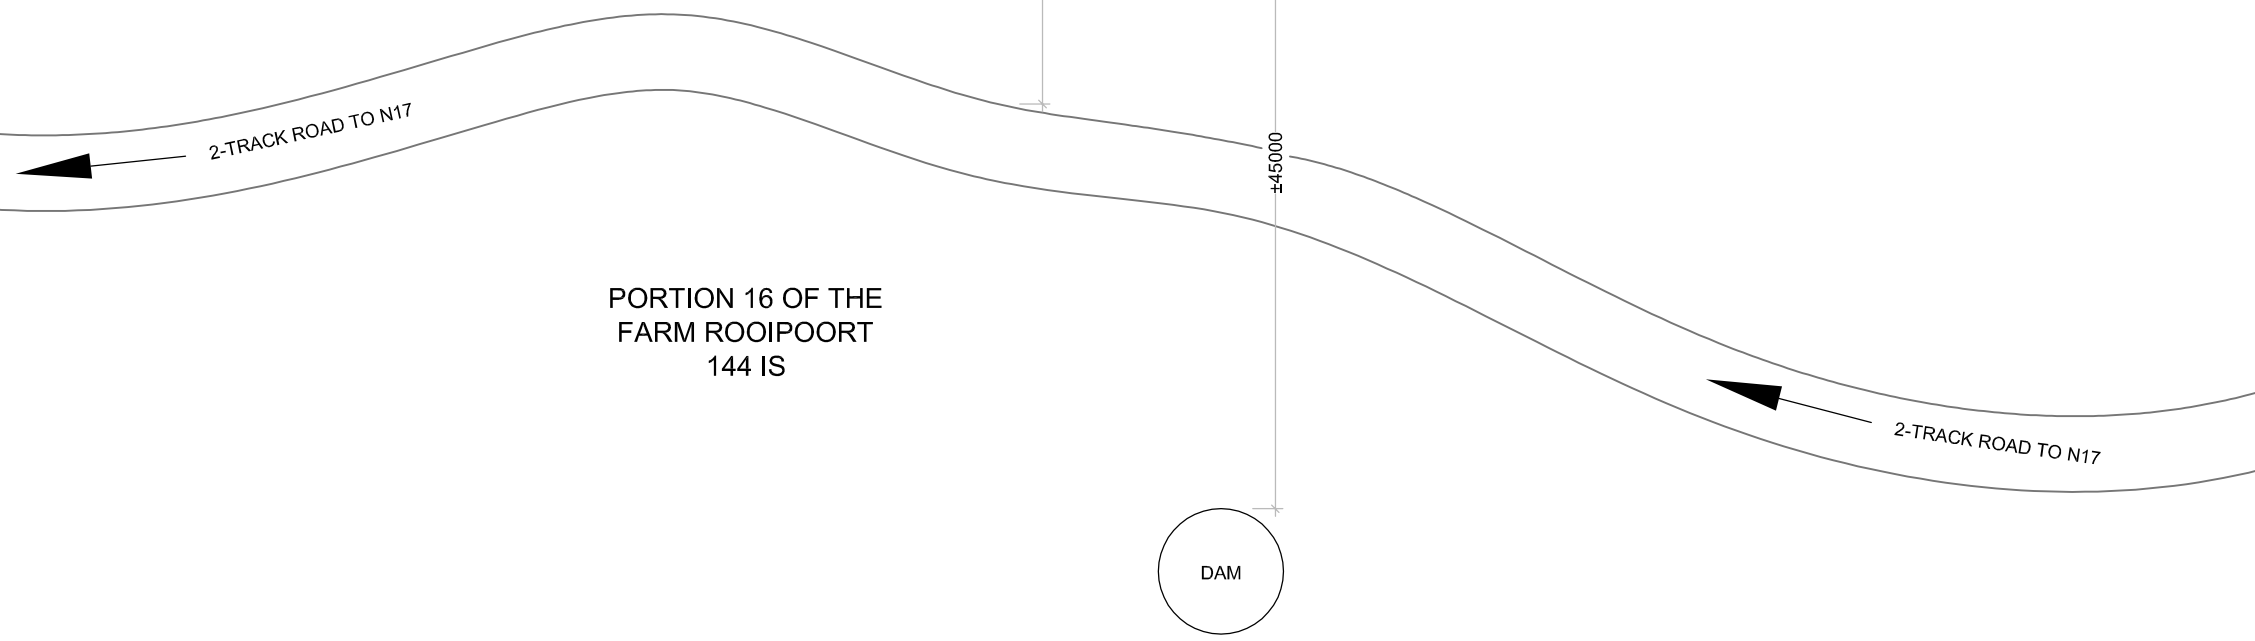 2-TRACK ROAD TO N17
±45000
PORTION 16 OF THE
FARM ROOIPOORT
144 IS
2-TRACK ROAD TO N17
DAM